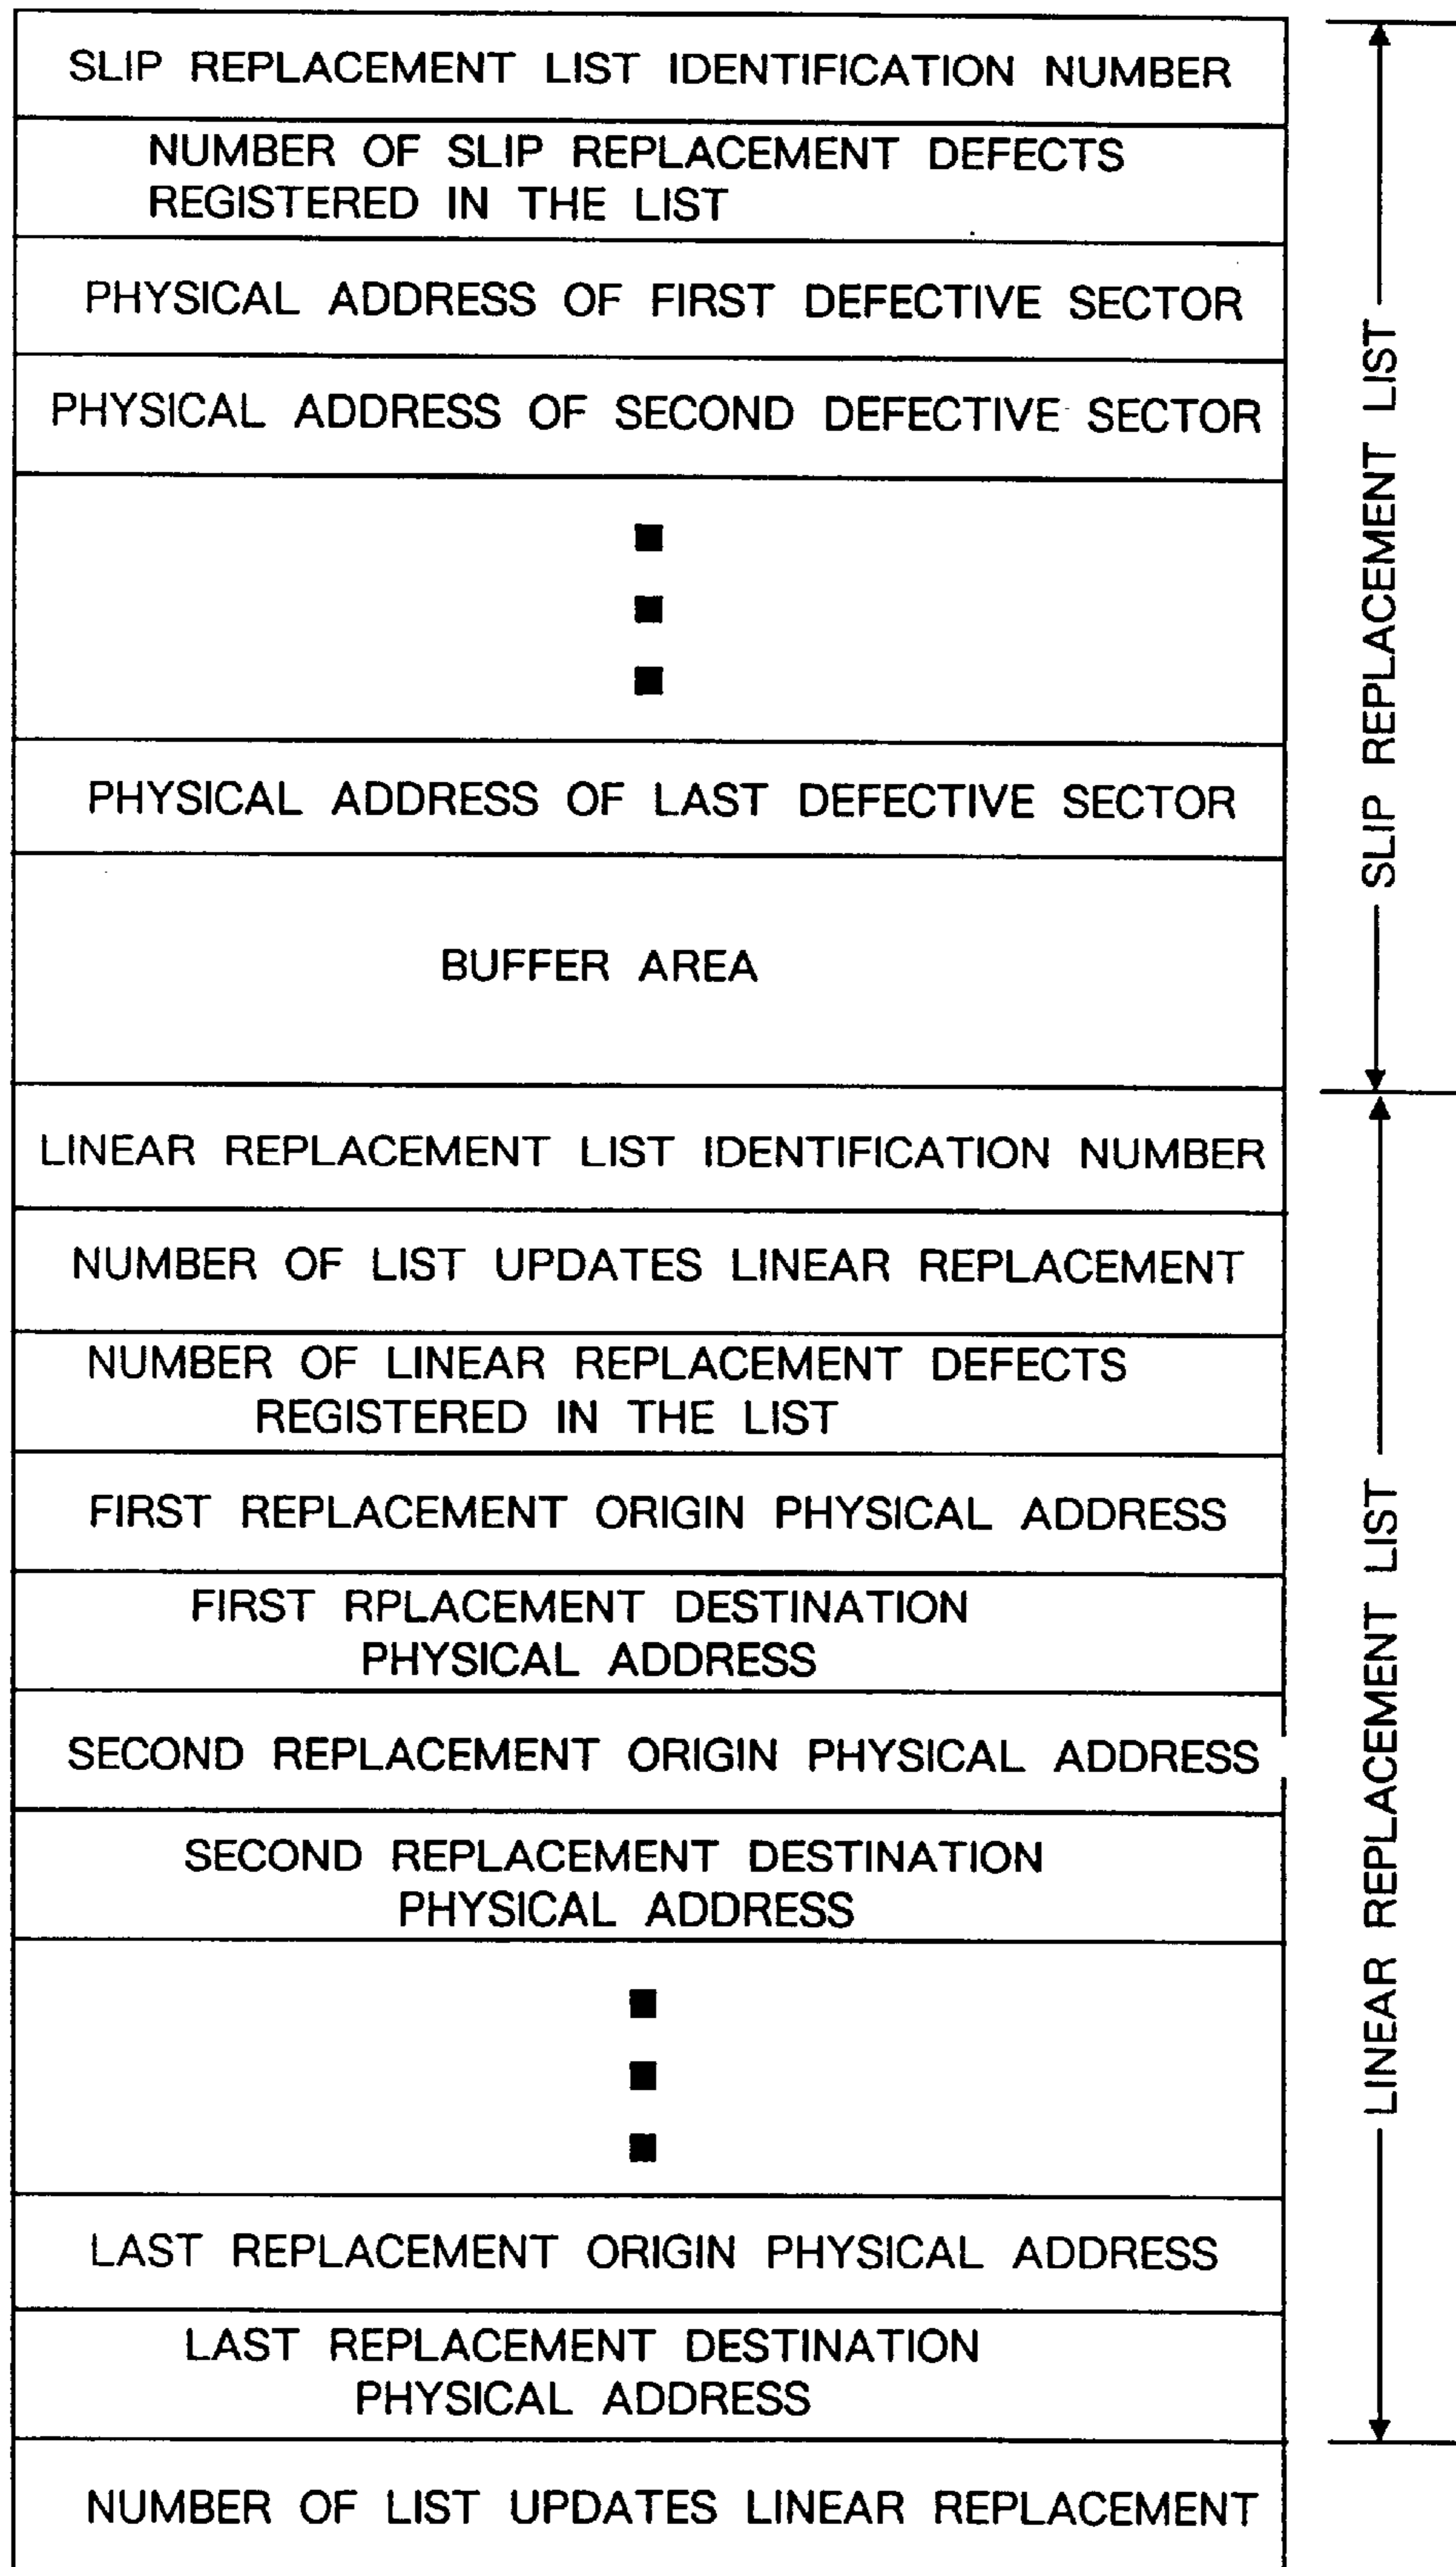 SLIP REPLACEMENT LIST IDENTIFICATION NUMBER
NUMBER OF SLIP REPLACEMENT DEFECTS
REGISTERED IN THE LIST
PHYSICAL ADDRESS OF FIRST DEFECTIVE SECTOR
PHYSICAL ADDRESS OF SECOND DEFECTIVE SECTOR
PHYSICAL ADDRESS OF LAST DEFECTIVE SECTOR
BUFFER AREA
SLIP REPLACEMENT LIST
LINEAR REPLACEMENT LIST IDENTIFICATION NUMBER
NUMBER OF LIST UPDATES LINEAR REPLACEMENT
NUMBER OF LINEAR REPLACEMENT DEFECTS
REGISTERED IN THE LIST
FIRST REPLACEMENT ORIGIN PHYSICAL ADDRESS
FIRST RPLACEMENT DESTINATION
PHYSICAL ADDRESS
SECOND REPLACEMENT ORIGIN PHYSICAL ADDRESS
SECOND REPLACEMENT DESTINATION
PHYSICAL ADDRESS
LAST REPLACEMENT ORIGIN PHYSICAL ADDRESS
LAST REPLACEMENT DESTINATION
PHYSICAL ADDRESS
LINEAR REPLACEMENT LIST
NUMBER OF LIST UPDATES LINEAR REPLACEMENT